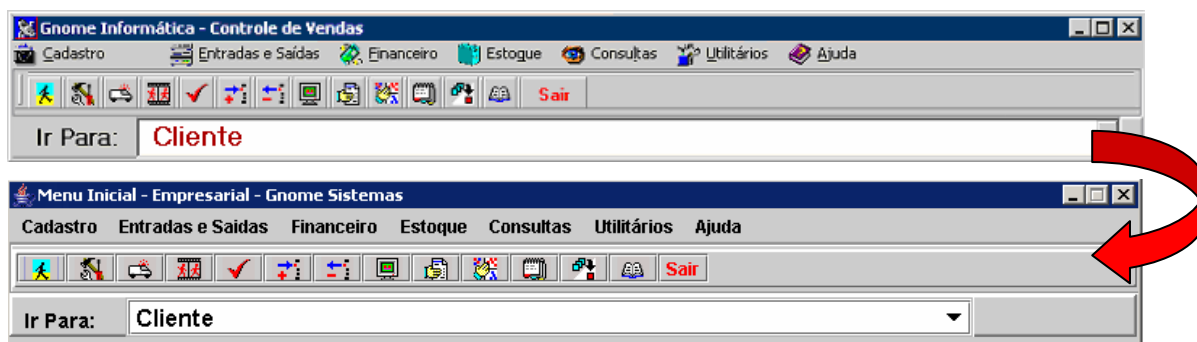 Gnome Informática - Controle de Vendas
Cadastro Entradas e Saídas Financeiro Estogue Consultas Utilitários Ajuda
Sair
Ir Para: Cliente
Menu Inicial - Empresarial - Gnome Sistemas
Cadastro Entradas e Saidas Financeiro Estoque Consultas Utilitários Ajuda
Sair
Ir Para: Cliente